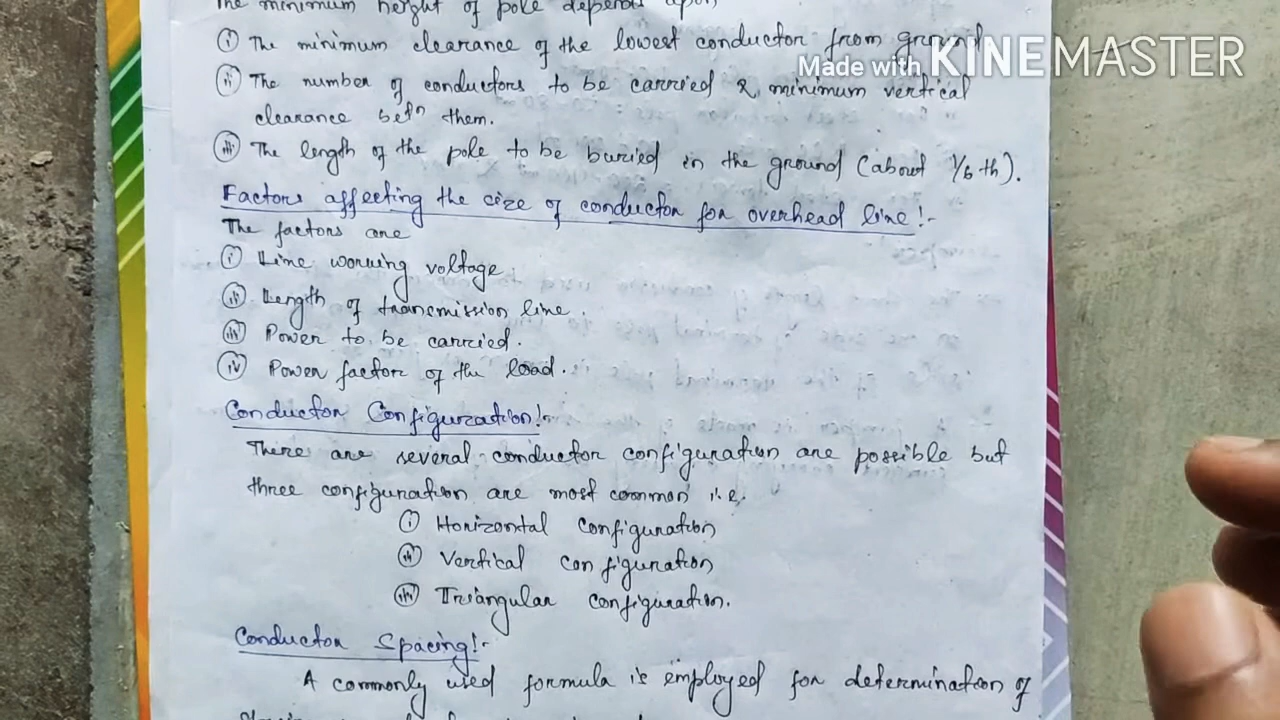 The minimum height of pole depends upon
Made with KINEMASTER
(i) The minimum clearance of the lowest conductor from ground
(ii) The number of conductors to be carried & minimum vertical
clearance betn them.
(iii) The length of the pole to be buried in the ground (about 1/6 th).
Factors affecting the size of conductor for overhead line:-
The factors are
(i) Line working voltage
(ii) Length of transmission line.
(iii) Power to be carried.
(iv) Power factor of the load.
Conductor Configuration:-
There are several conductor configuration are possible but
three configuration are most common i.e.
(i) Horizontal configuration
(ii) Vertical configuration
(iii) Triangular configuration.
Conductor Spacing:-
A commonly used formula is employed for determination of